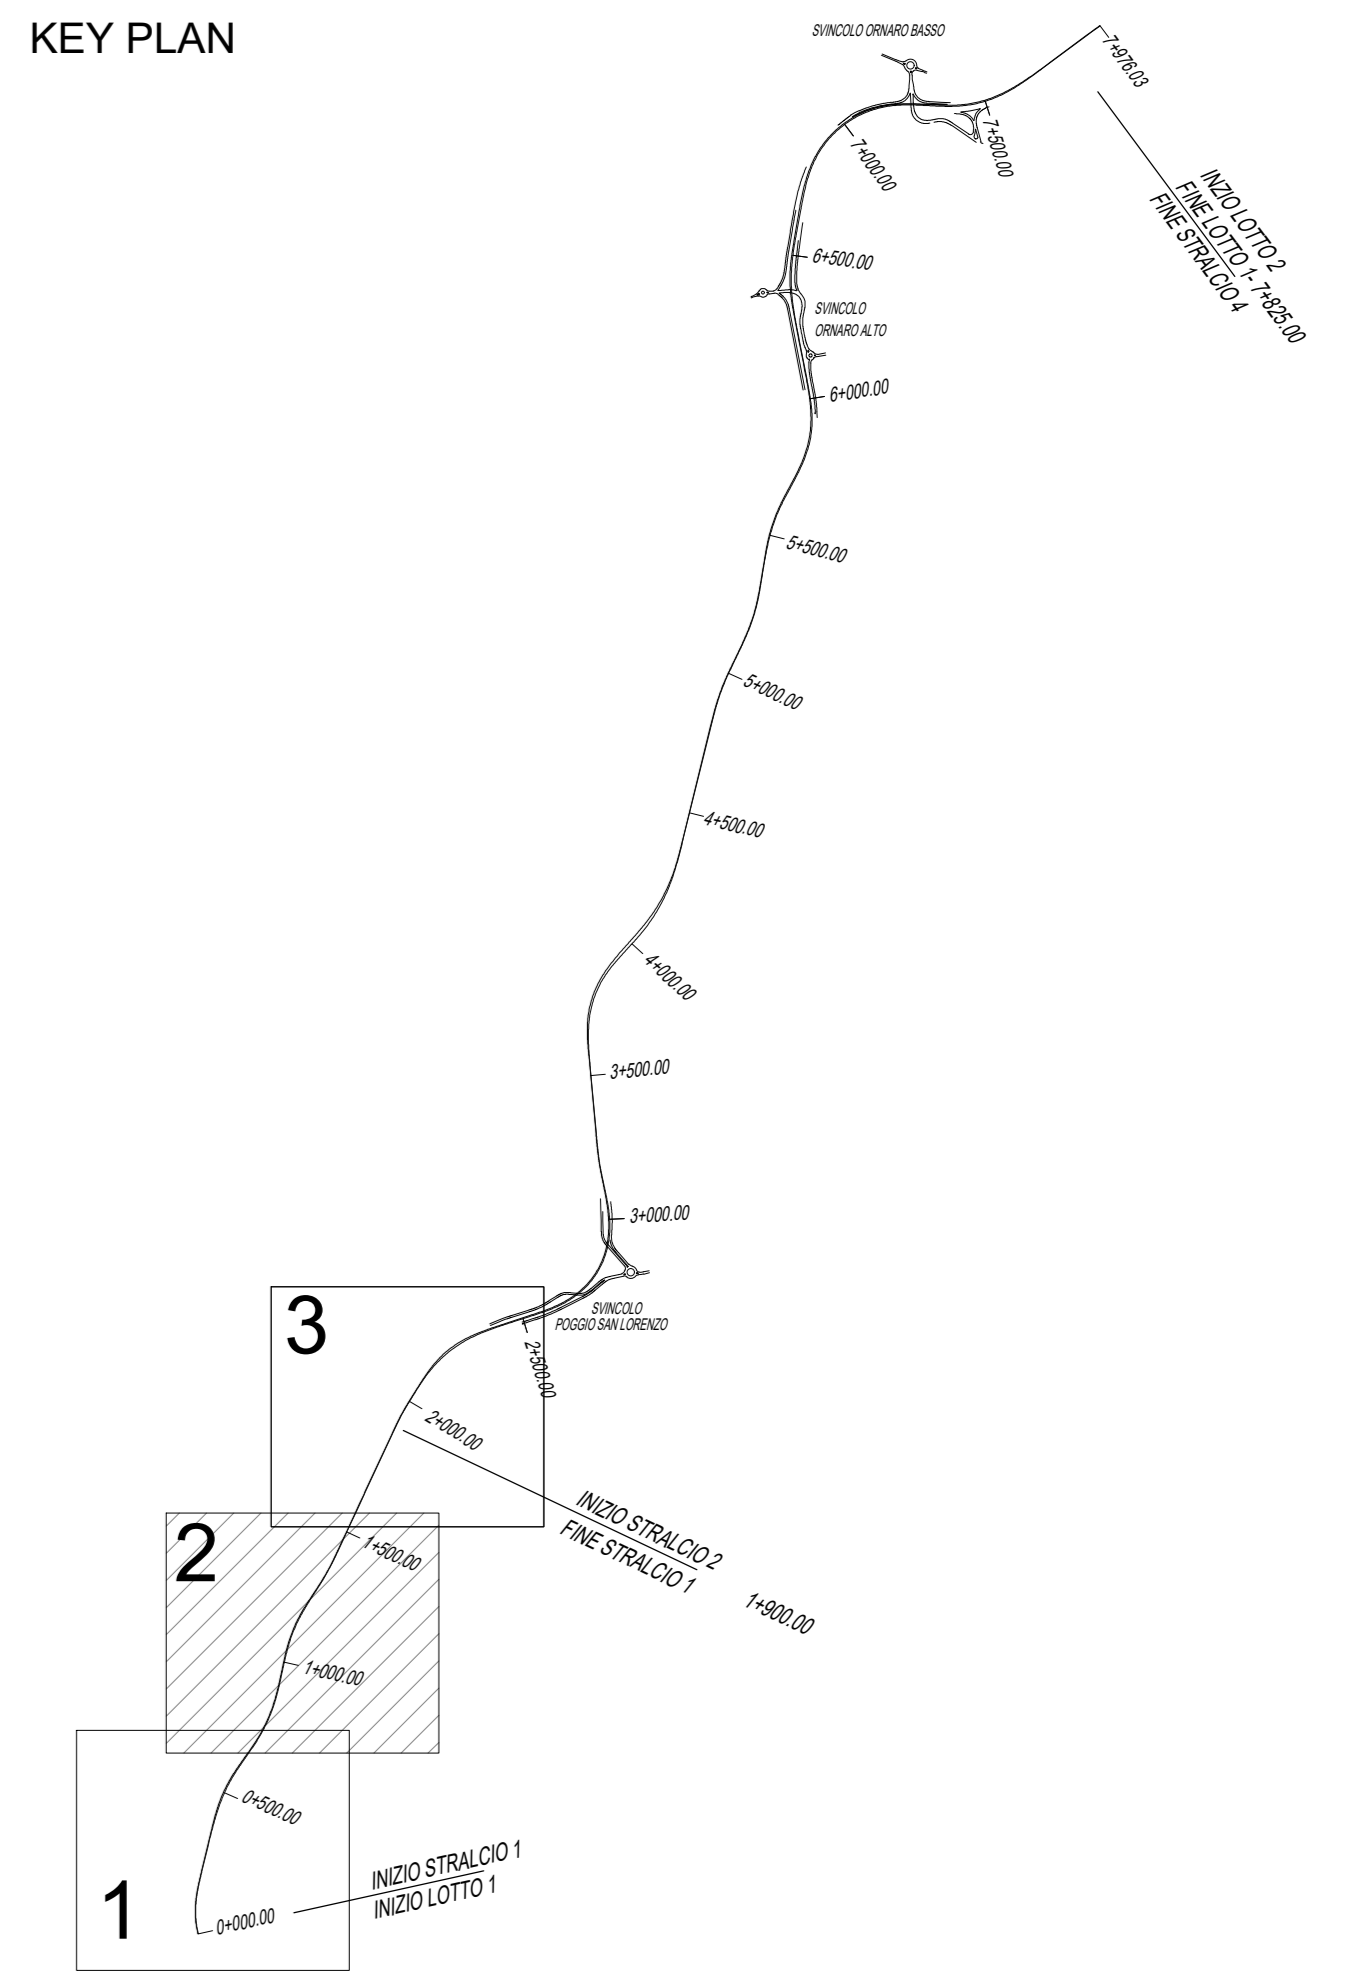 KEY PLAN
SVINCOLO ORNARO BASSO
7+976.03
7+500.00
7+000.00
INZIO LOTTO 2
FINE LOTTO 1- 7+825.00
FINE STRALCIO 4
6+500.00
SVINCOLO
ORNARO ALTO
6+000.00
5+500.00
5+000.00
4+500.00
4+000.00
3+500.00
3+000.00
SVINCOLO
POGGIO SAN LORENZO
3
2+500.00
2+000.00
INIZIO STRALCIO 2
FINE STRALCIO 1
1+900.00
2
1+500.00
1+000.00
0+500.00
INIZIO STRALCIO 1
INIZIO LOTTO 1
1
0+000.00